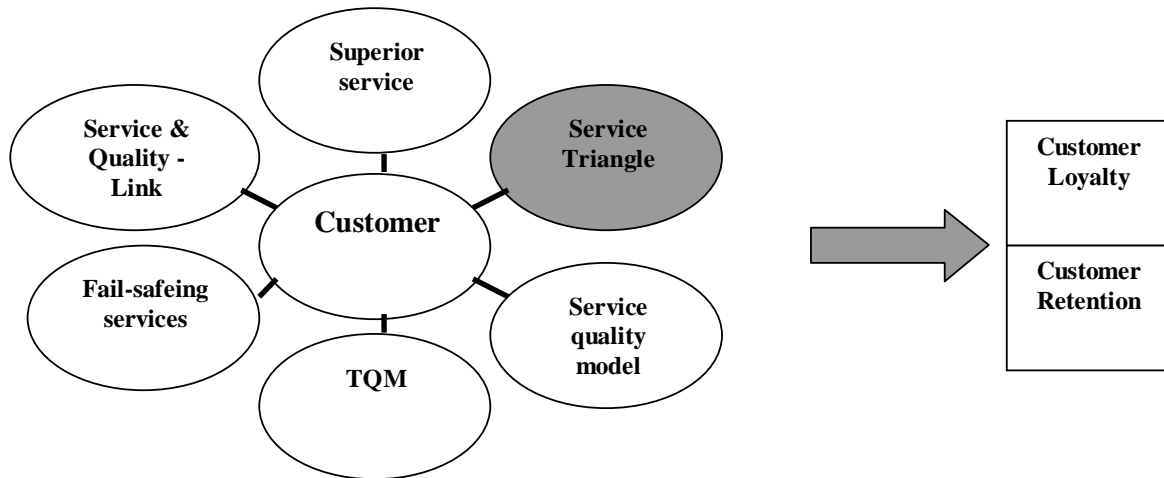 Superior
service
Service &
Quality -
Link
Service
Triangle
Customer
Fail-safeing
services
Service
quality
model
TQM
Customer
Loyalty
Customer
Retention